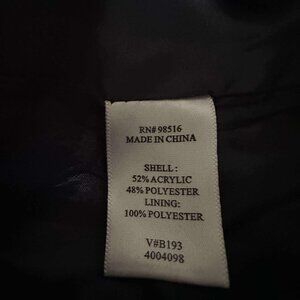 RN# 98516
MADE IN CHINA
SHELL :
52% ACRYLIC
48% POLYESTER
LINING:
100% POLYESTER
V#B193
4004098